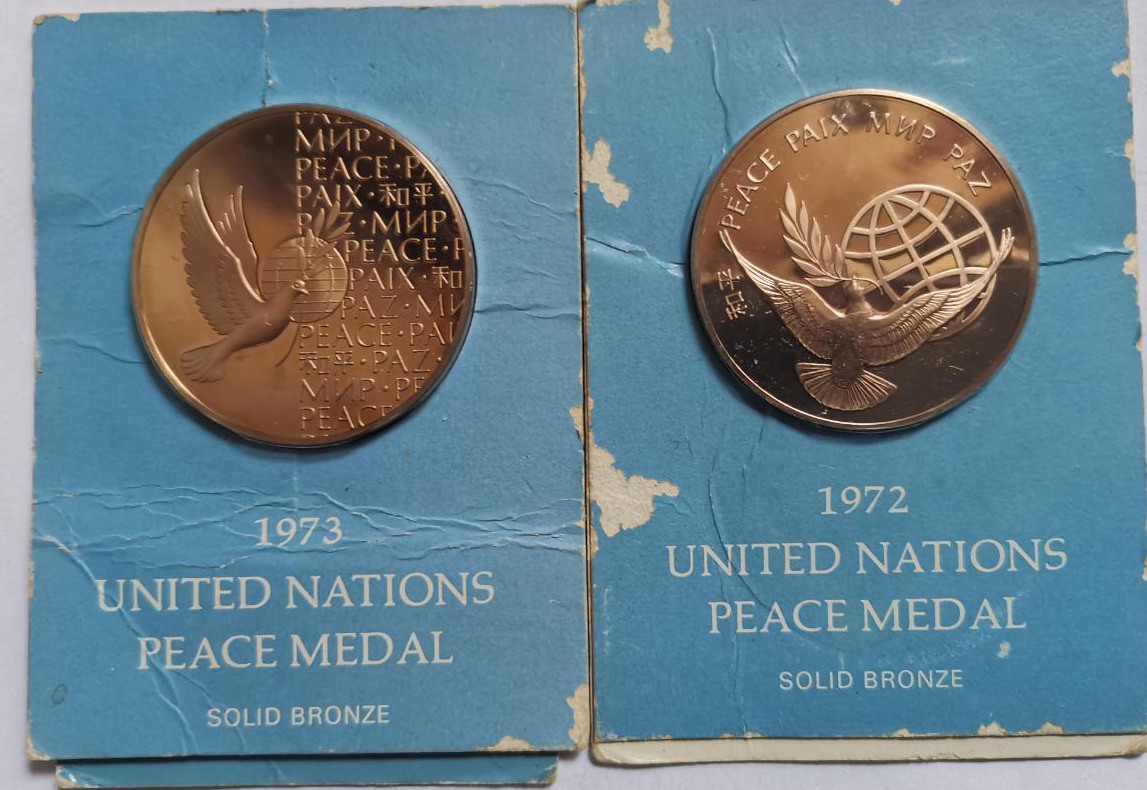 МИР ·
PEACE · PA
PAIX · 和平 ·
PAZ · МИР
PEACE · P
PAIX · 和
PAZ · МИ
PEACE · PAI
和平 · PAZ ·
МИР · PE
PEACE
1973
UNITED NATIONS
PEACE MEDAL
SOLID BRONZE
和平 PEACE PAIX МИР PAZ
1972
UNITED NATIONS
PEACE MEDAL
SOLID BRONZE